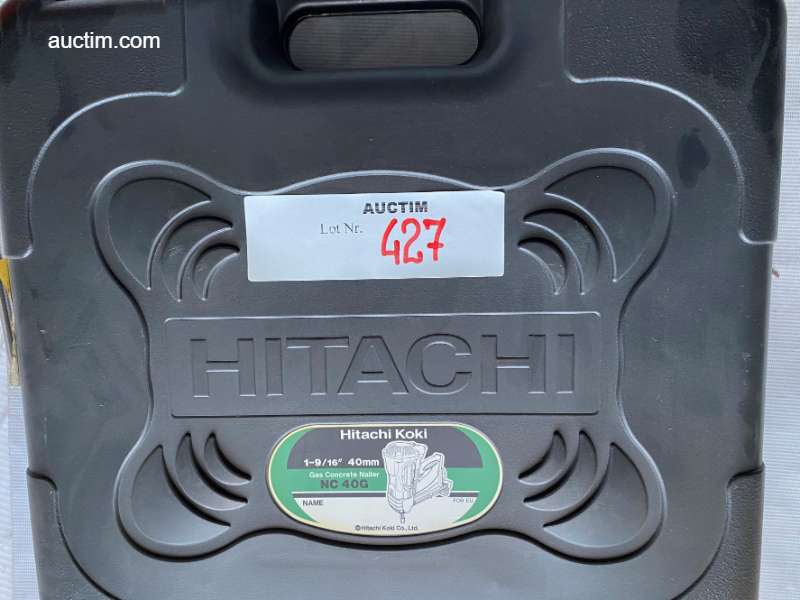 auctim.com
AUCTIM
Lot Nr. 427
HITACHI
Hitachi Koki
1-9/16" 40mm
Gas Concrete Nailer
NC 40G
NAME
FOR EU
©Hitachi Koki Co., Ltd.